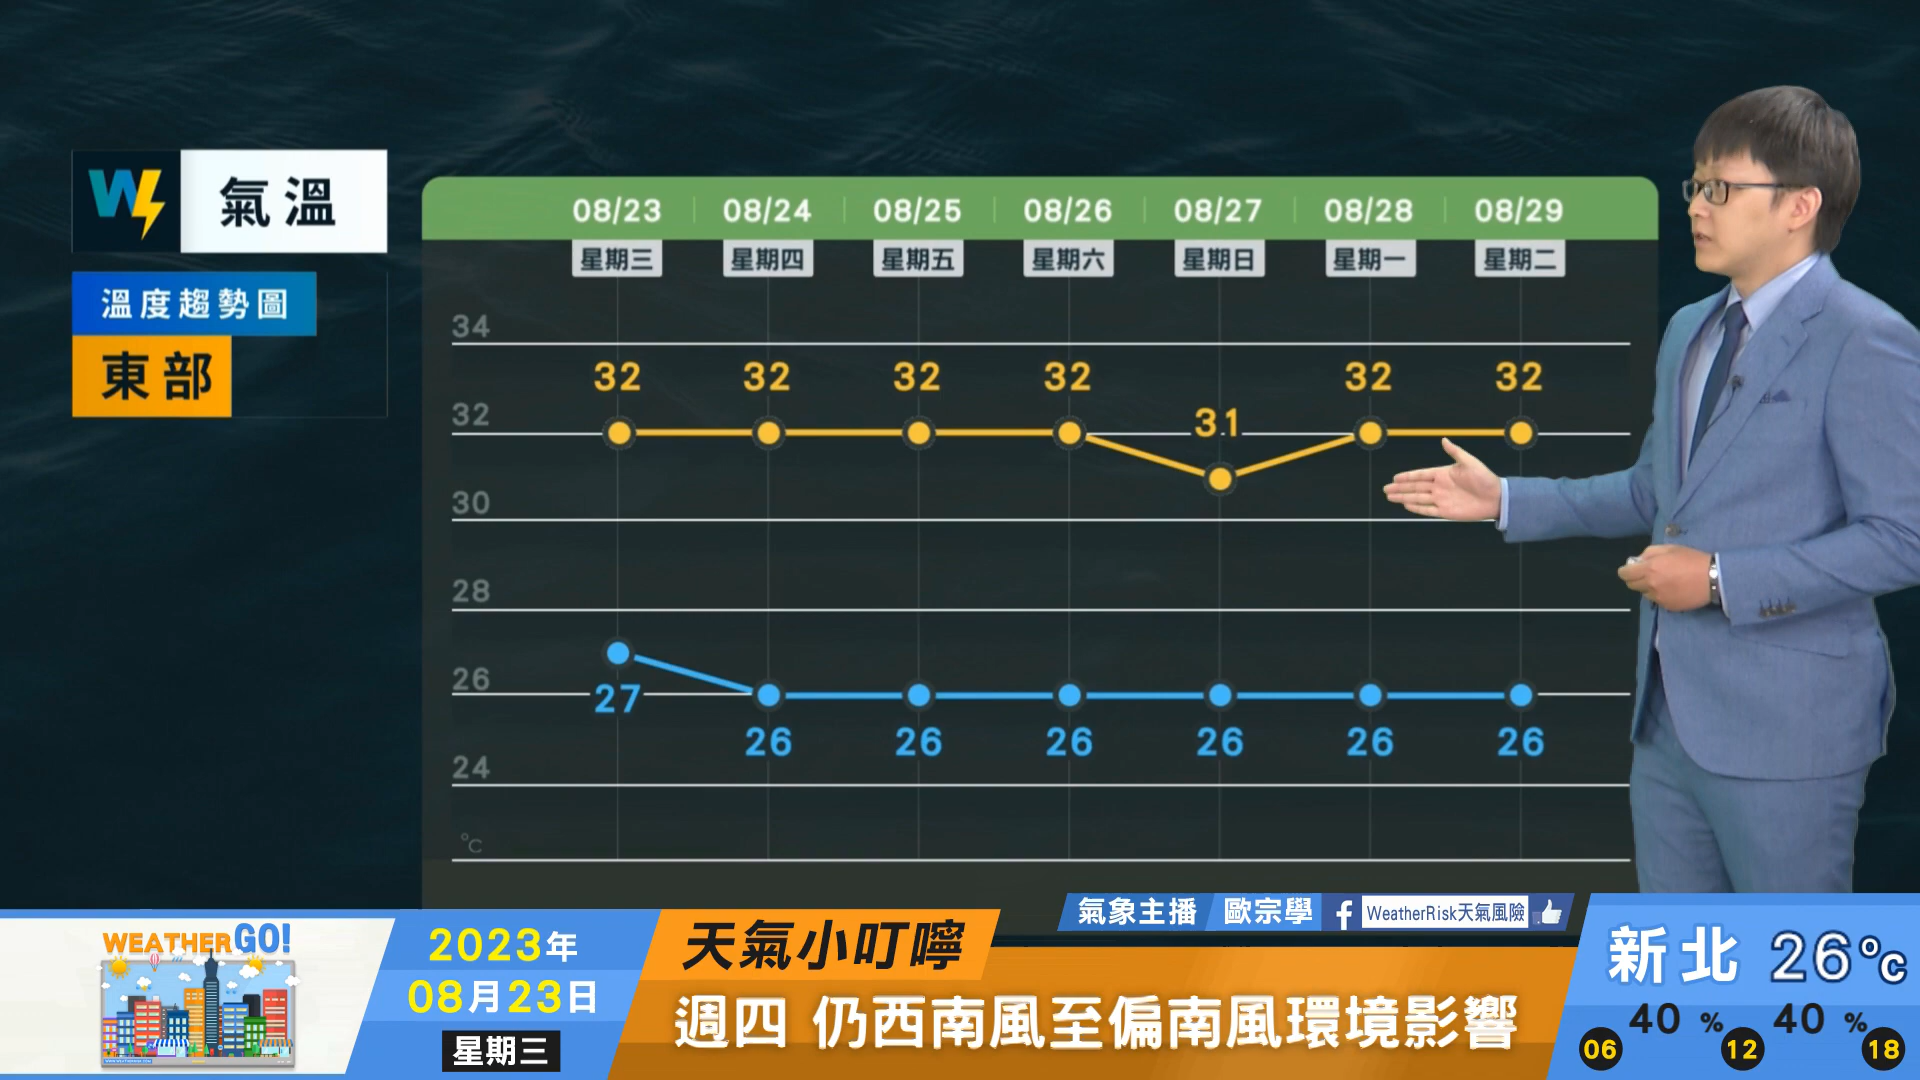 W
氣溫
溫度趨勢圖
東部
08/23 08/24 08/25 08/26 08/27 08/28 08/29
星期三 星期四 星期五 星期六 星期日 星期一 星期二
34
32 32 32 32 32 32
32
31
30
28
26
27
26 26 26 26 26 26
24
°C
氣象主播 歐宗學 f WeatherRisk天氣風險
WEATHER GO!
2023年
08月23日
星期三
天氣小叮嚀
週四 仍西南風至偏南風環境影響
新北 26°C
40 % 40 %
06 12 18